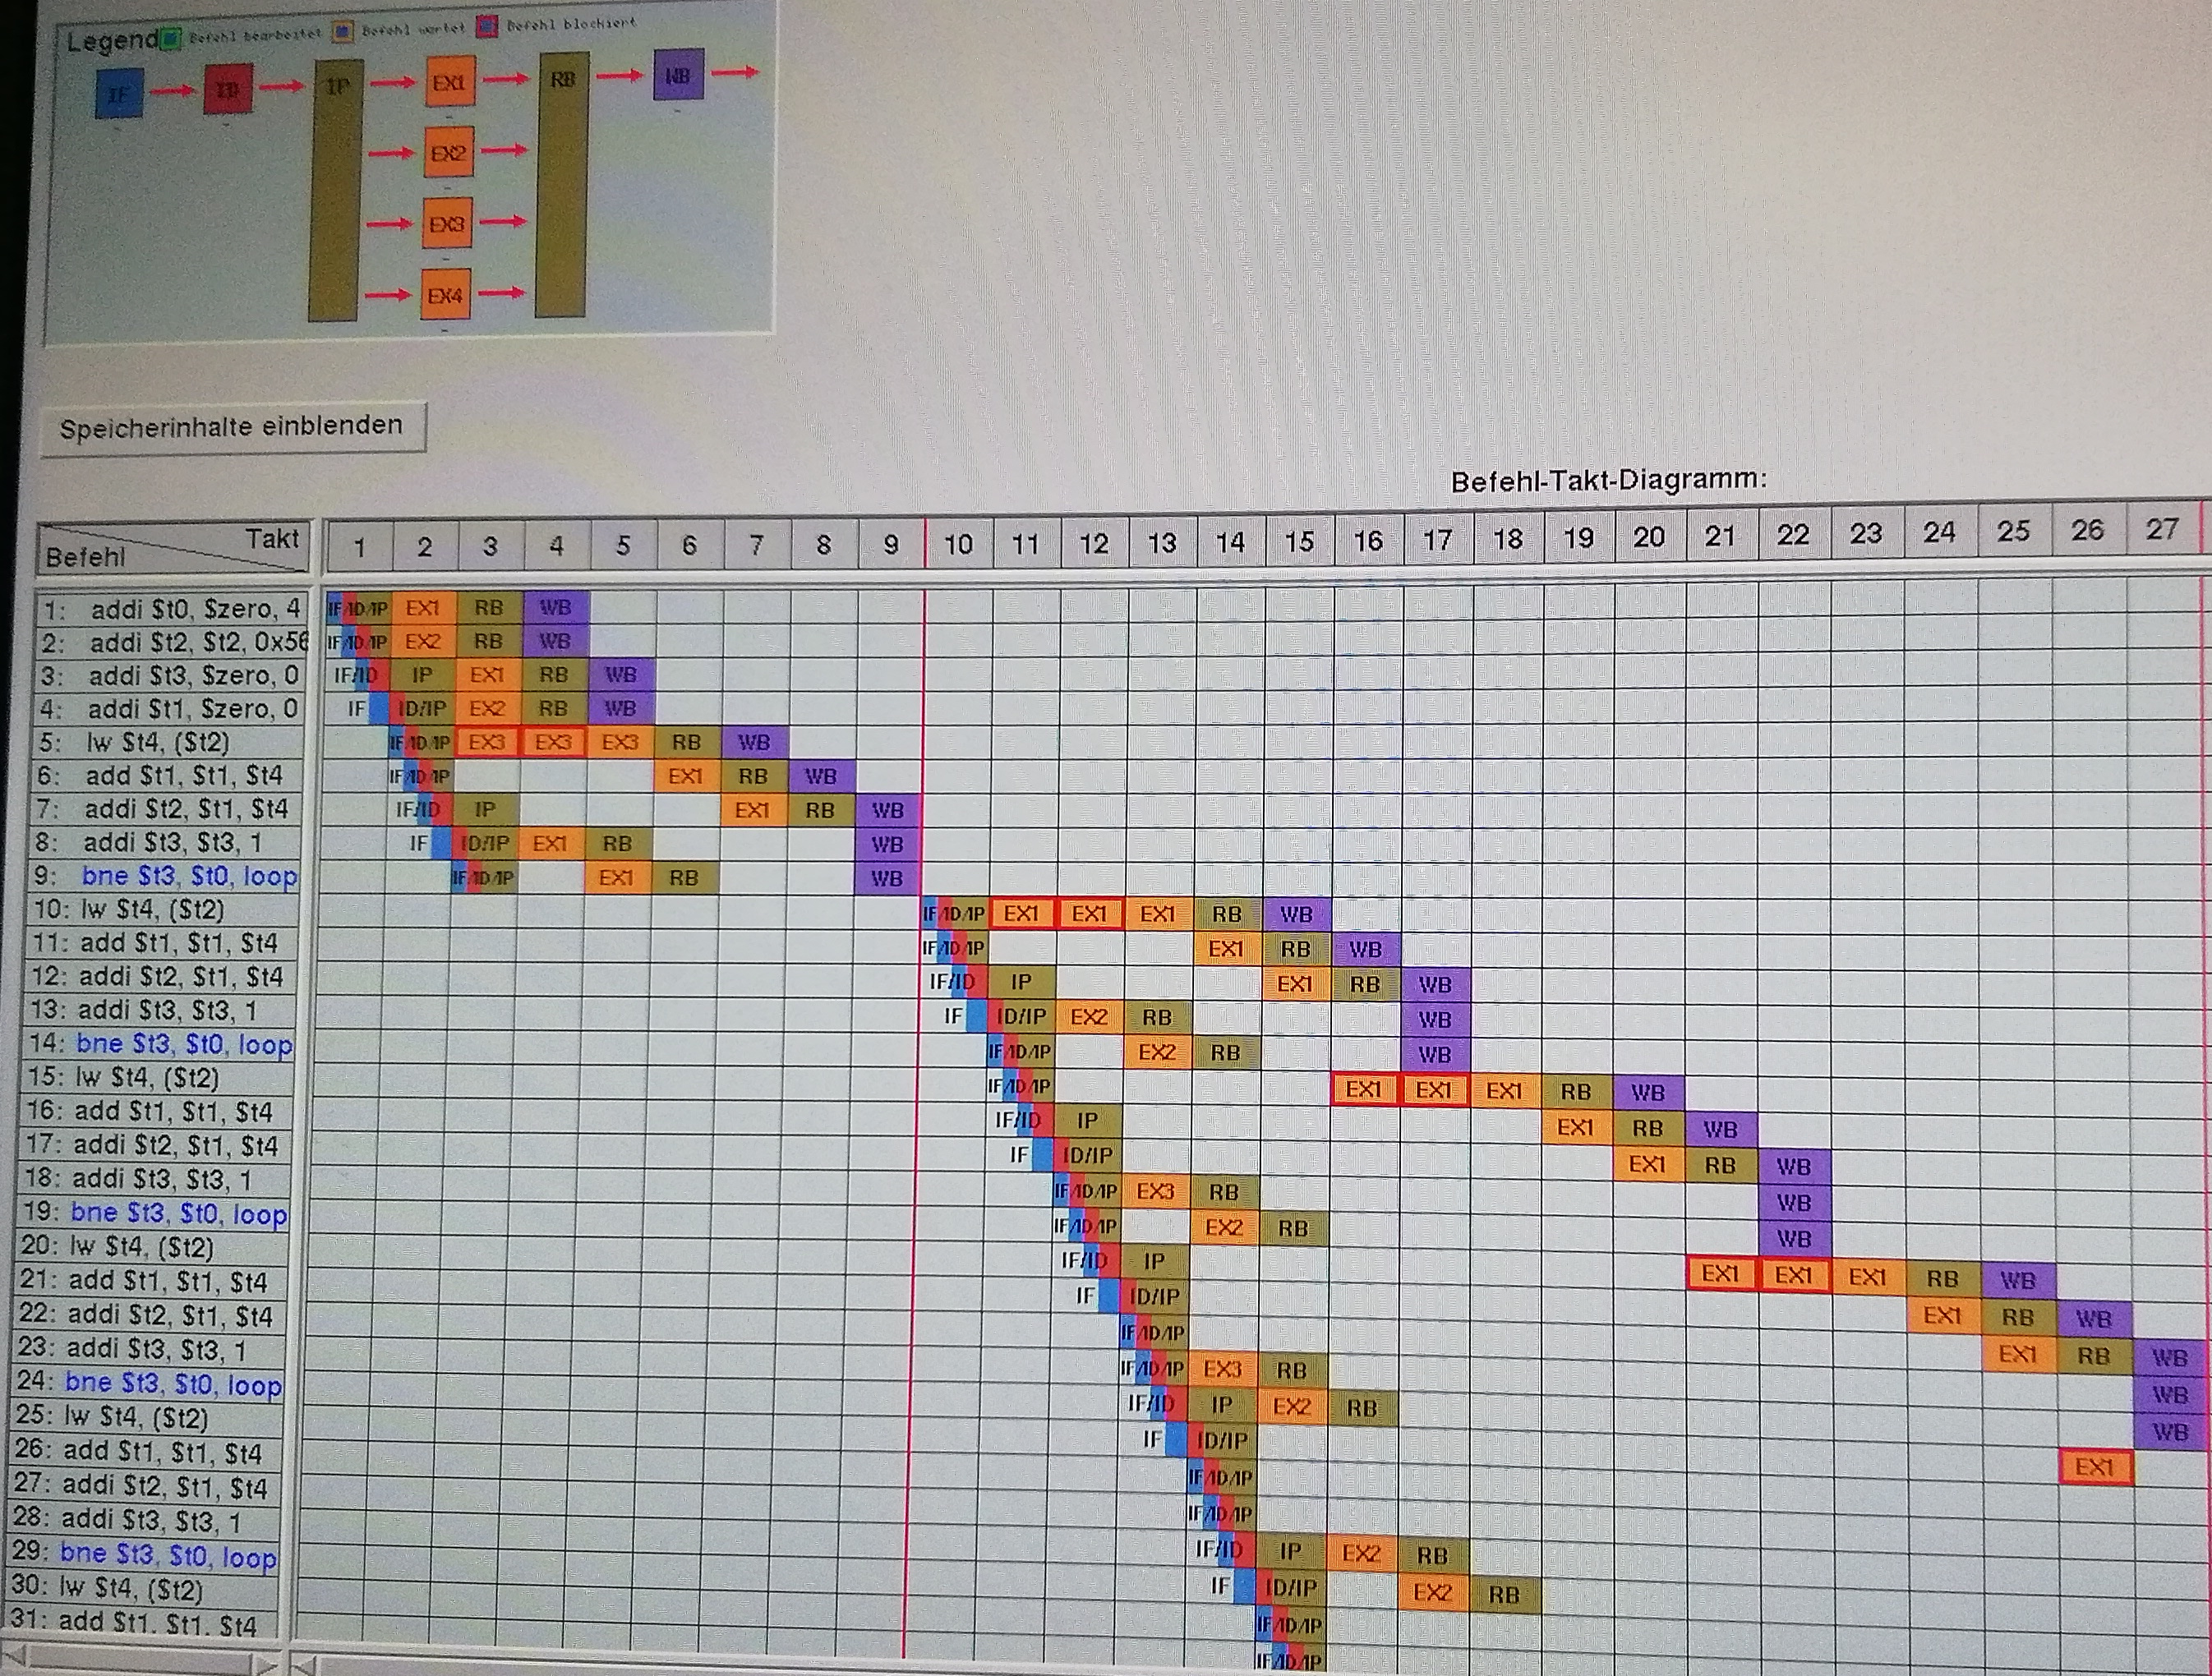 Legend Befehl bearbeitet Befehl wartet Befehl blockiert
IF ID IP EX1 RB WB
EX2
EX3
EX4
Speicherinhalte einblenden
Befehl-Takt-Diagramm:
Takt
Befehl
1 2 3 4 5 6 7 8 9 10 11 12 13 14 15 16 17 18 19 20 21 22 23 24 25 26 27
1: addi $t0, $zero, 4 IF/ID/IP EX1 RB WB
2: addi $t2, $t2, 0x56 IF/ID/IP EX2 RB WB
3: addi $t3, $zero, 0 IF/ID IP EX1 RB WB
4: addi $t1, $zero, 0 IF ID/IP EX2 RB WB
5: lw $t4, ($t2) IF/ID/IP EX3 EX3 EX3 RB WB
6: add $t1, $t1, $t4 IF/ID/IP EX1 RB WB
7: addi $t2, $t1, $t4 IF/ID IP EX1 RB WB
8: addi $t3, $t3, 1 IF ID/IP EX1 RB WB
9: bne $t3, $t0, loop IF/ID/IP EX1 RB WB
10: lw $t4, ($t2) IF/ID/IP EX1 EX1 EX1 RB WB
11: add $t1, $t1, $t4 IF/ID/IP EX1 RB WB
12: addi $t2, $t1, $t4 IF/ID IP EX1 RB WB
13: addi $t3, $t3, 1 IF ID/IP EX2 RB WB
14: bne $t3, $t0, loop IF/ID/IP EX2 RB WB
15: lw $t4, ($t2) IF/ID/IP EX1 EX1 EX1 RB WB
16: add $t1, $t1, $t4 IF/ID IP EX1 RB WB
17: addi $t2, $t1, $t4 IF ID/IP EX1 RB WB
18: addi $t3, $t3, 1 IF/ID/IP EX3 RB WB
19: bne $t3, $t0, loop IF/ID/IP EX2 RB WB
20: lw $t4, ($t2) IF/ID IP EX1 EX1 EX1 RB WB
21: add $t1, $t1, $t4 IF ID/IP EX1 RB WB
22: addi $t2, $t1, $t4 IF/ID/IP EX1 RB WB
23: addi $t3, $t3, 1 IF/ID/IP EX3 RB WB
24: bne $t3, $t0, loop IF/ID IP EX2 RB WB
25: lw $t4, ($t2) IF ID/IP EX1
26: add $t1, $t1, $t4 IF/ID/IP
27: addi $t2, $t1, $t4 IF/ID/IP
28: addi $t3, $t3, 1 IF/ID IP EX2 RB
29: bne $t3, $t0, loop IF ID/IP EX2 RB
30: lw $t4, ($t2) IF/ID/IP
31: add $t1, $t1, $t4 IF/ID/IP